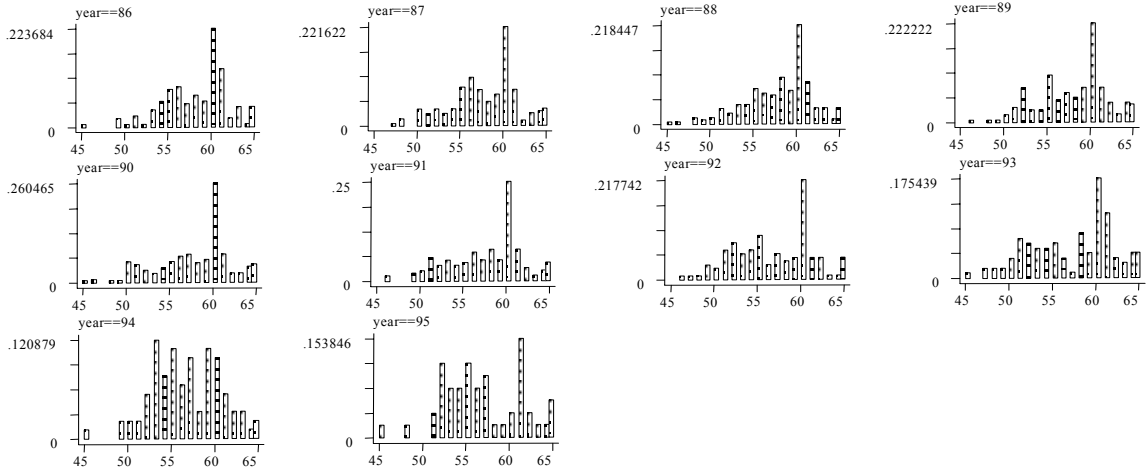 year==86
.223684
0
45 50 55 60 65
year==87
.221622
0
45 50 55 60 65
year==88
.218447
0
45 50 55 60 65
year==89
.222222
0
45 50 55 60 65
year==90
.260465
0
45 50 55 60 65
year==91
.25
0
45 50 55 60 65
year==92
.217742
0
45 50 55 60 65
year==93
.175439
0
45 50 55 60 65
year==94
.120879
0
45 50 55 60 65
year==95
.153846
0
45 50 55 60 65